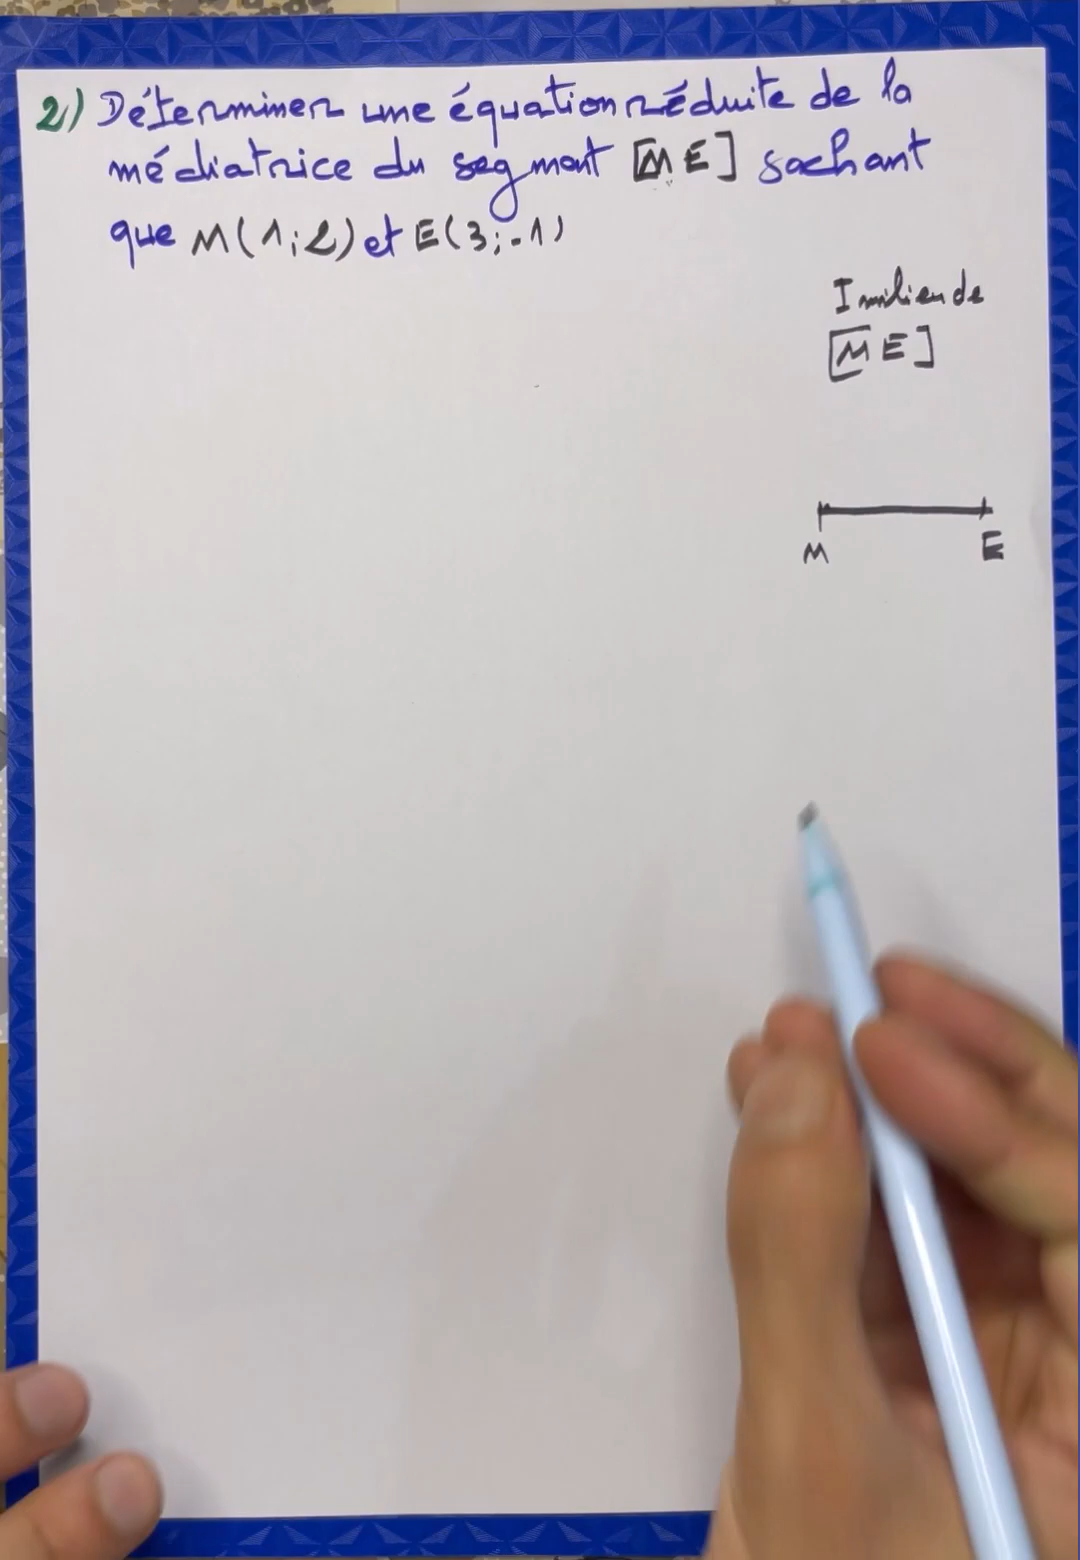 2) Déterminer une équation réduite de la
médiatrice du segment [ME] sachant
que M(1;2) et E(3;-1)
I milieu de
[ME]
M E